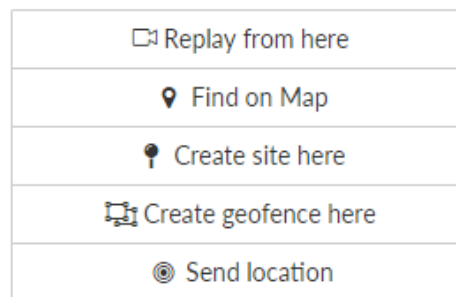 Replay from here
Find on Map
Create site here
Create geofence here
Send location